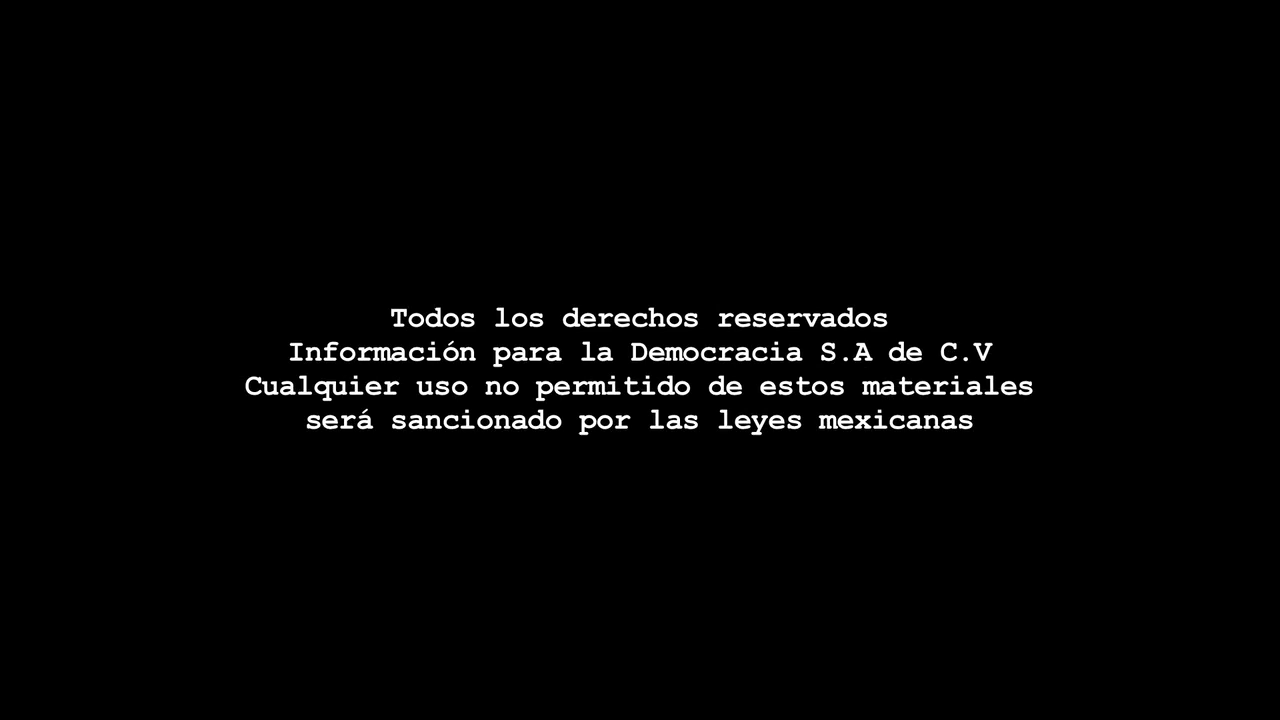 Todos los derechos reservados
Información para la Democracia S.A de C.V
Cualquier uso no permitido de estos materiales
será sancionado por las leyes mexicanas